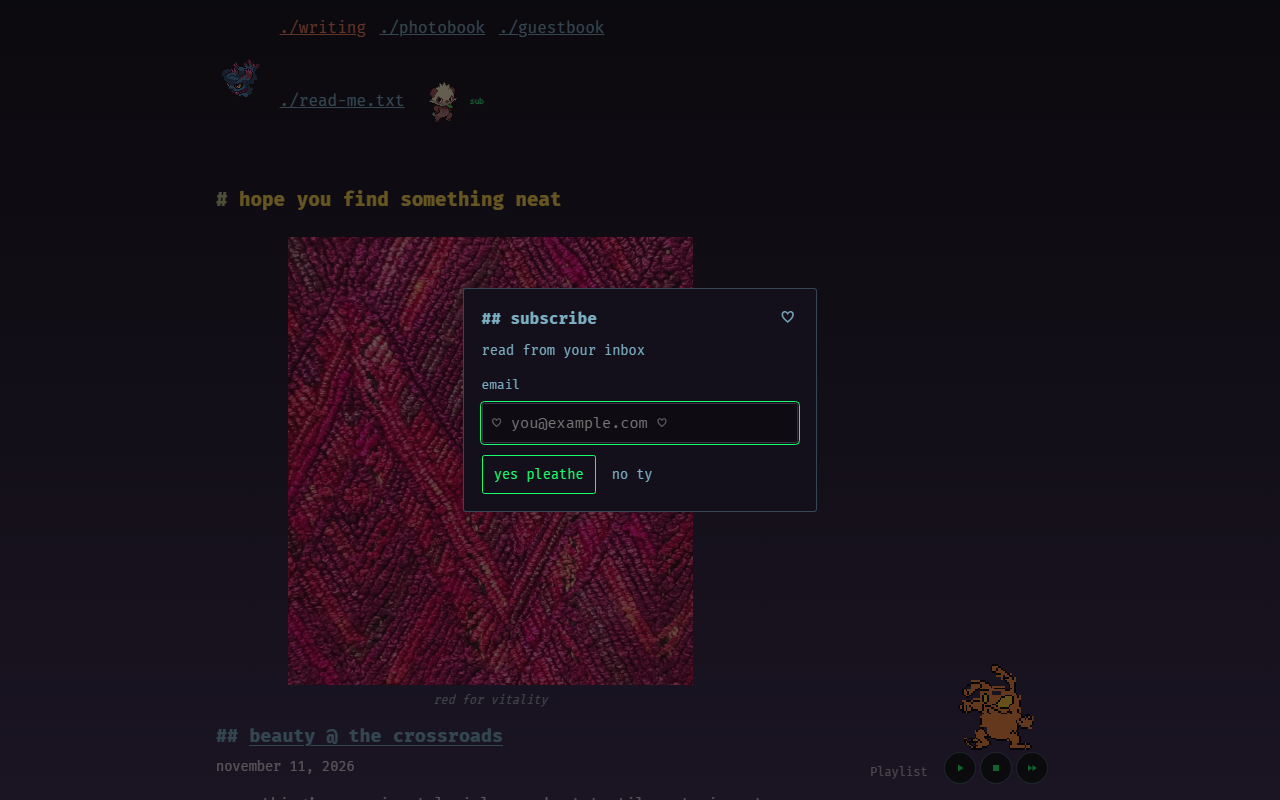 ./writing ./photobook ./guestbook
./read-me.txt sub
# hope you find something neat
## subscribe ♡
read from your inbox
email
♡ you@example.com ♡
yes pleathe no ty
red for vitality
## beauty @ the crossroads
november 11, 2026
Playlist